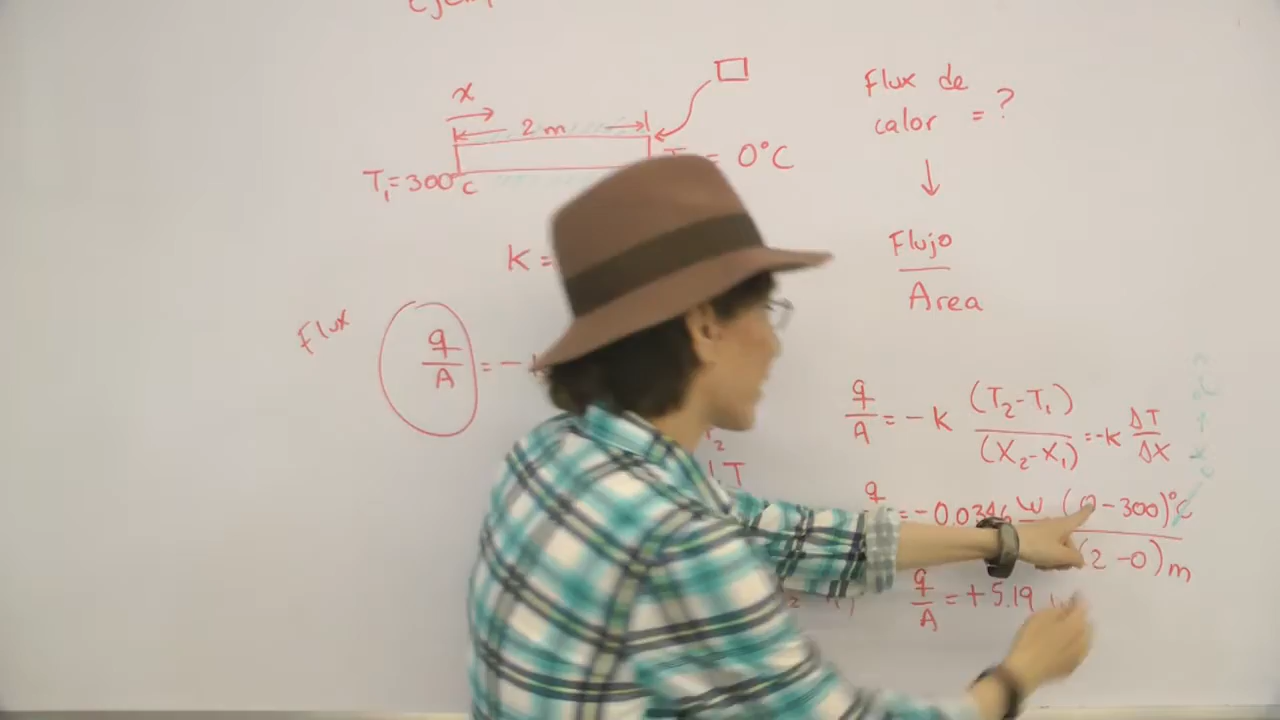 x
2 m
T₁=300°C
= 0°C
K =
Flux
q/A = -
Flux de
calor = ?
↓
Flujo
Area
q/A = -K (T₂-T₁)/(X₂-X₁) = -K ΔT/ΔX
q = -0.0346 W (0-300)°C/(2-0)m
q/A = +5.19